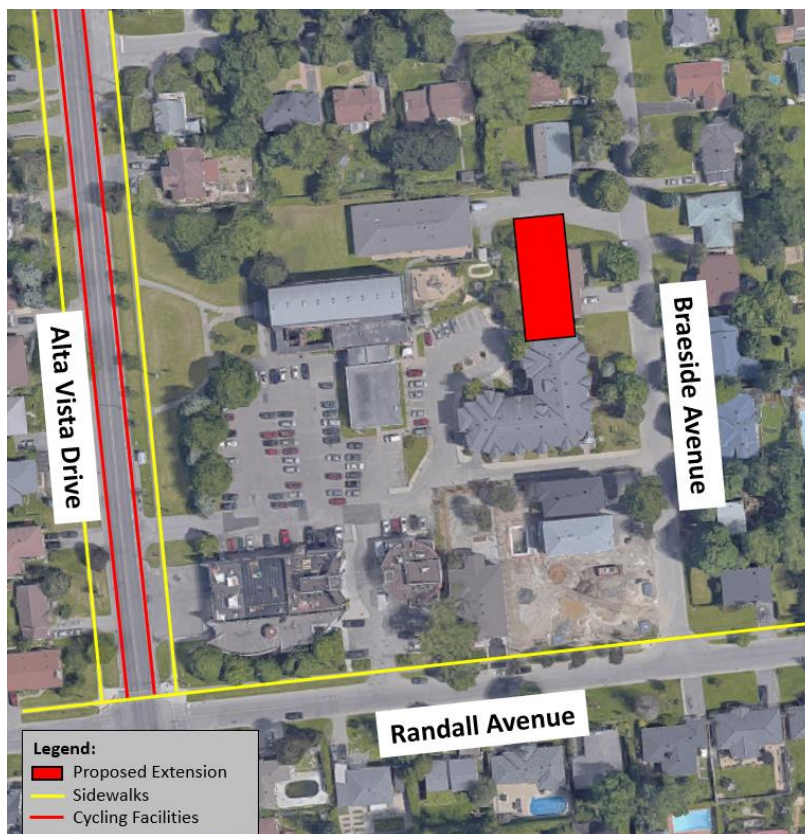 Alta Vista Drive
Braeside Avenue
Randall Avenue
Legend:
Proposed Extension
Sidewalks
Cycling Facilities